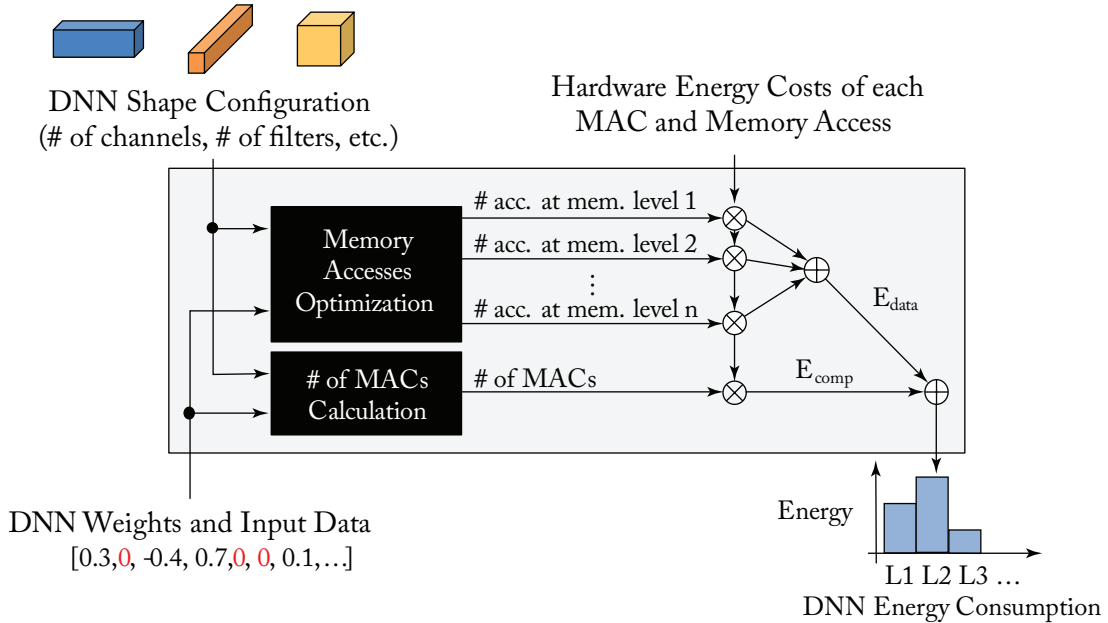 DNN Shape Configuration
(# of channels, # of filters, etc.)
Hardware Energy Costs of each
MAC and Memory Access
Memory
Accesses
Optimization
# acc. at mem. level 1
# acc. at mem. level 2
⋮
# acc. at mem. level n
E_data
# of MACs
Calculation
# of MACs
E_comp
DNN Weights and Input Data
[0.3,0, -0.4, 0.7,0, 0, 0.1,…]
Energy
L1 L2 L3 …
DNN Energy Consumption